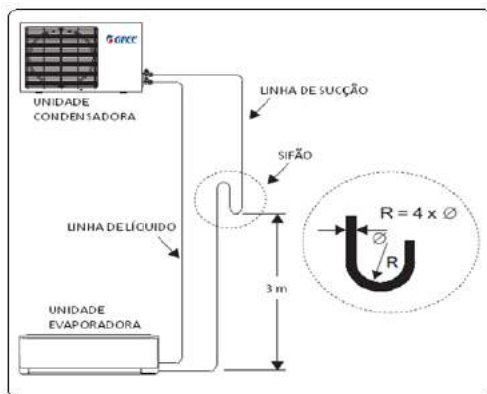 GREE
UNIDADE
CONDENSADORA
LINHA DE SUCÇÃO
SIFÃO
R = 4 x Ø
Ø
R
LINHA DE LÍQUIDO
3 m
UNIDADE
EVAPORADORA